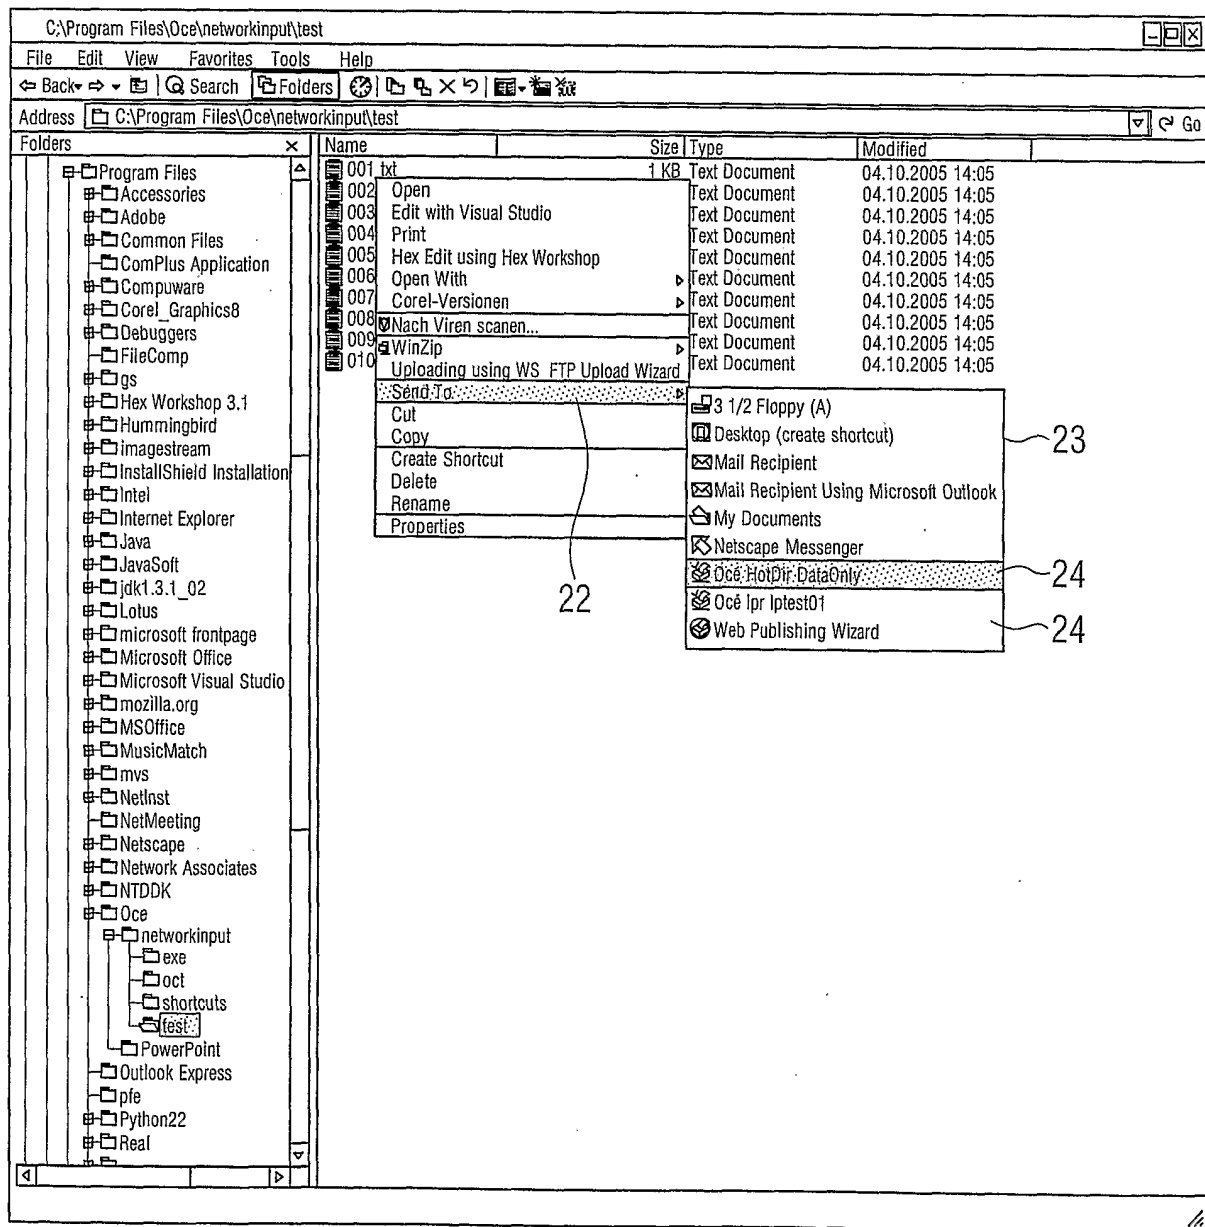 C:\Program Files\Oce\networkinput\test
File Edit View Favorites Tools Help
Back Search Folders
Address C:\Program Files\Oce\networkinput\test Go
Folders
Program Files
Accessories
Adobe
Common Files
ComPlus Application
Compuware
Corel_Graphics8
Debuggers
FileComp
gs
Hex Workshop 3.1
Hummingbird
imagestream
InstallShield Installation
Intel
Internet Explorer
Java
JavaSoft
jdk1.3.1_02
Lotus
microsoft frontpage
Microsoft Office
Microsoft Visual Studio
mozilla.org
MSOffice
MusicMatch
mvs
NetInst
NetMeeting
Netscape
Network Associates
NTDDK
Oce
networkinput
exe
oct
shortcuts
test
PowerPoint
Outlook Express
pfe
Python22
Real
Name Size Type Modified
001.txt 1 KB Text Document 04.10.2005 14:05
002 Text Document 04.10.2005 14:05
003 Text Document 04.10.2005 14:05
004 Text Document 04.10.2005 14:05
005 Text Document 04.10.2005 14:05
006 Text Document 04.10.2005 14:05
007 Text Document 04.10.2005 14:05
008 Text Document 04.10.2005 14:05
009 Text Document 04.10.2005 14:05
010 Text Document 04.10.2005 14:05
Open
Edit with Visual Studio
Print
Hex Edit using Hex Workshop
Open With
Corel-Versionen
Nach Viren scanen...
WinZip
Uploading using WS_FTP Upload Wizard
Send To
Cut
Copy
Create Shortcut
Delete
Rename
Properties
22
3 1/2 Floppy (A)
Desktop (create shortcut)
Mail Recipient
Mail Recipient Using Microsoft Outlook
My Documents
Netscape Messenger
Océ HotDir DataOnly
Océ lpr lptest01
Web Publishing Wizard
23
24
24